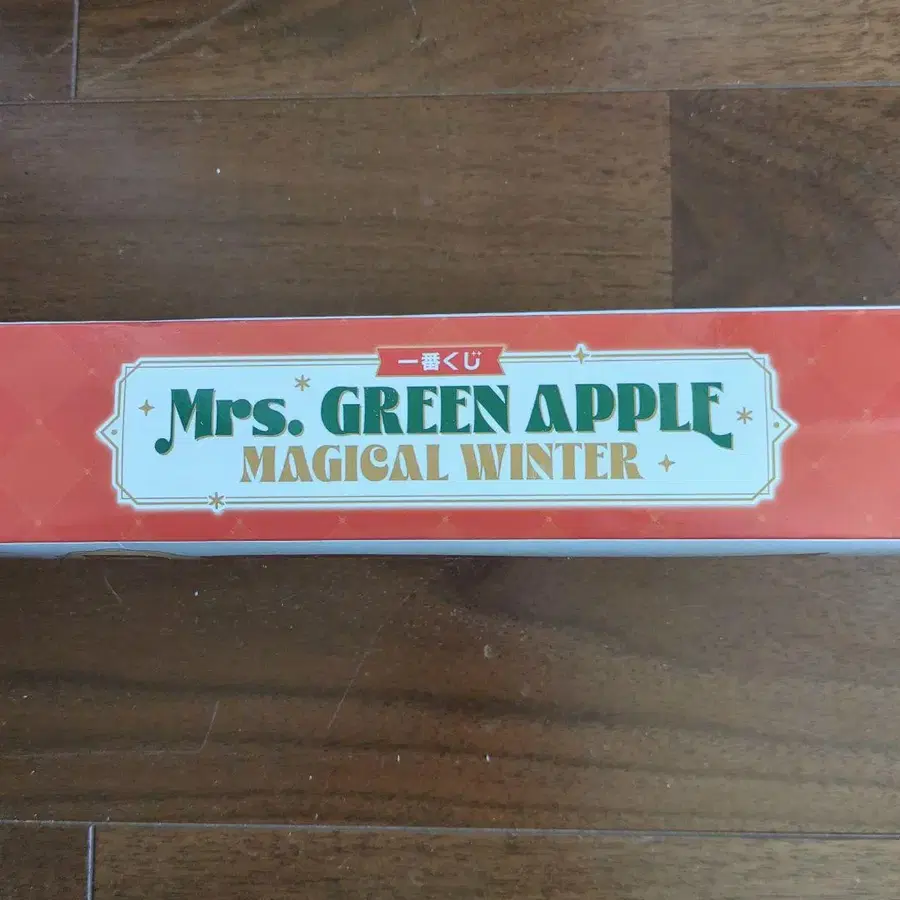 一番くじ
Mrs. GREEN APPLE
MAGICAL WINTER